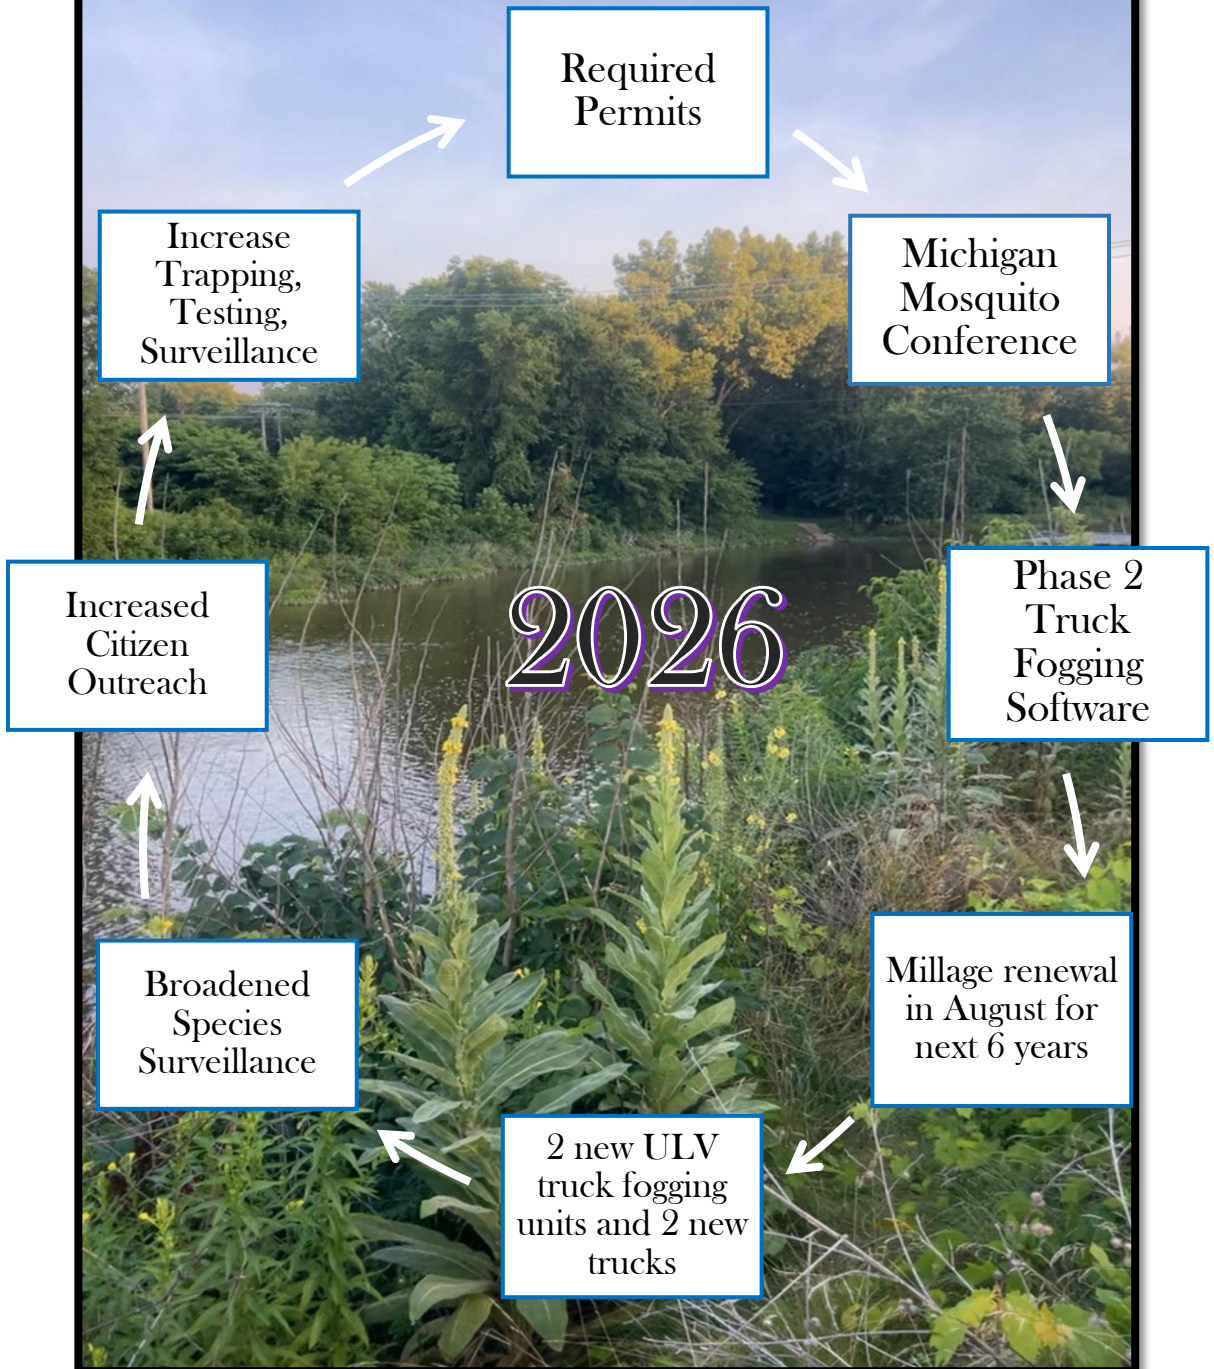 Required
Permits
Michigan
Mosquito
Conference
Phase 2
Truck
Fogging
Software
Millage renewal
in August for
next 6 years
2 new ULV
truck fogging
units and 2 new
trucks
Broadened
Species
Surveillance
Increased
Citizen
Outreach
Increase
Trapping,
Testing,
Surveillance
2026